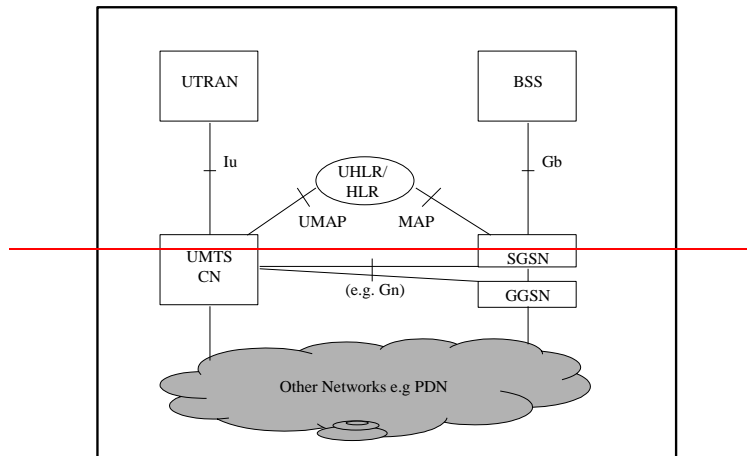 UTRAN
BSS
Iu
Gb
UHLR/
HLR
UMAP
MAP
UMTS
CN
SGSN
(e.g. Gn)
GGSN
Other Networks e.g PDN